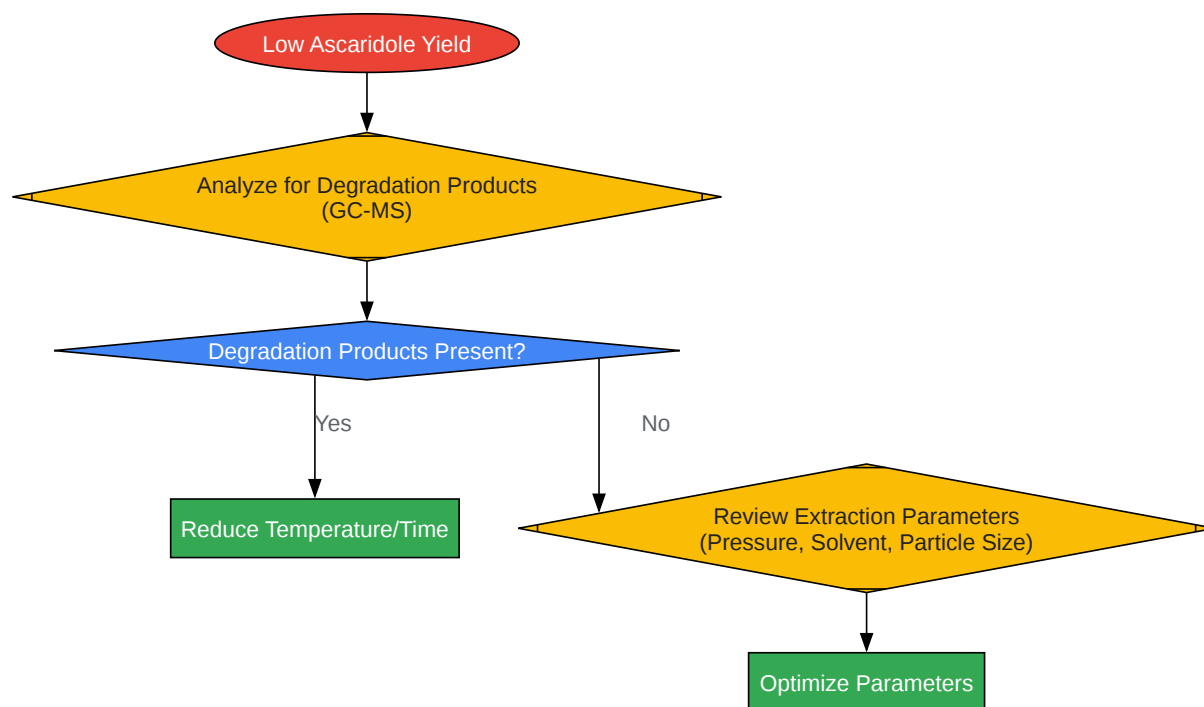 Low Ascaridole Yield
Analyze for Degradation Products
(GC-MS)
Degradation Products Present?
Yes
No
Reduce Temperature/Time
Review Extraction Parameters
(Pressure, Solvent, Particle Size)
Optimize Parameters